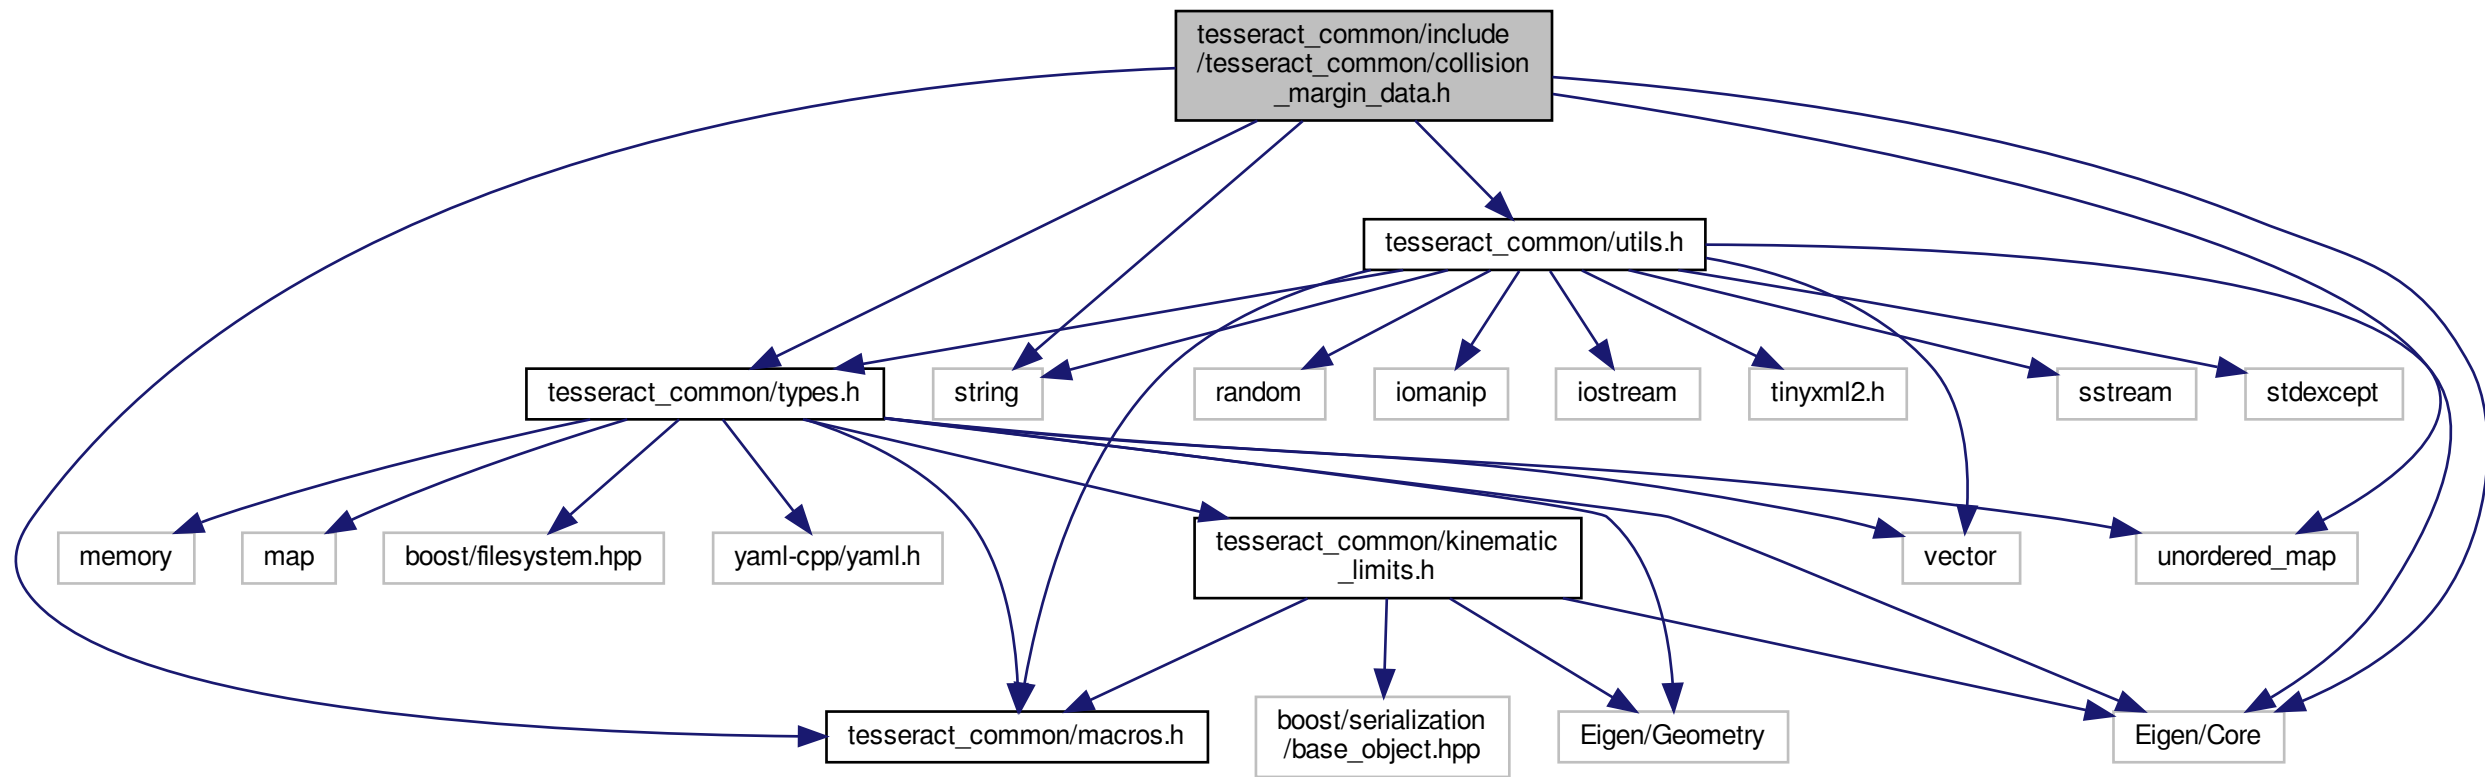 tesseract_common/include
/tesseract_common/collision
_margin_data.h
tesseract_common/utils.h
tesseract_common/types.h
string
random
iomanip
iostream
tinyxml2.h
sstream
stdexcept
memory
map
boost/filesystem.hpp
yaml-cpp/yaml.h
tesseract_common/kinematic
_limits.h
vector
unordered_map
tesseract_common/macros.h
boost/serialization
/base_object.hpp
Eigen/Geometry
Eigen/Core